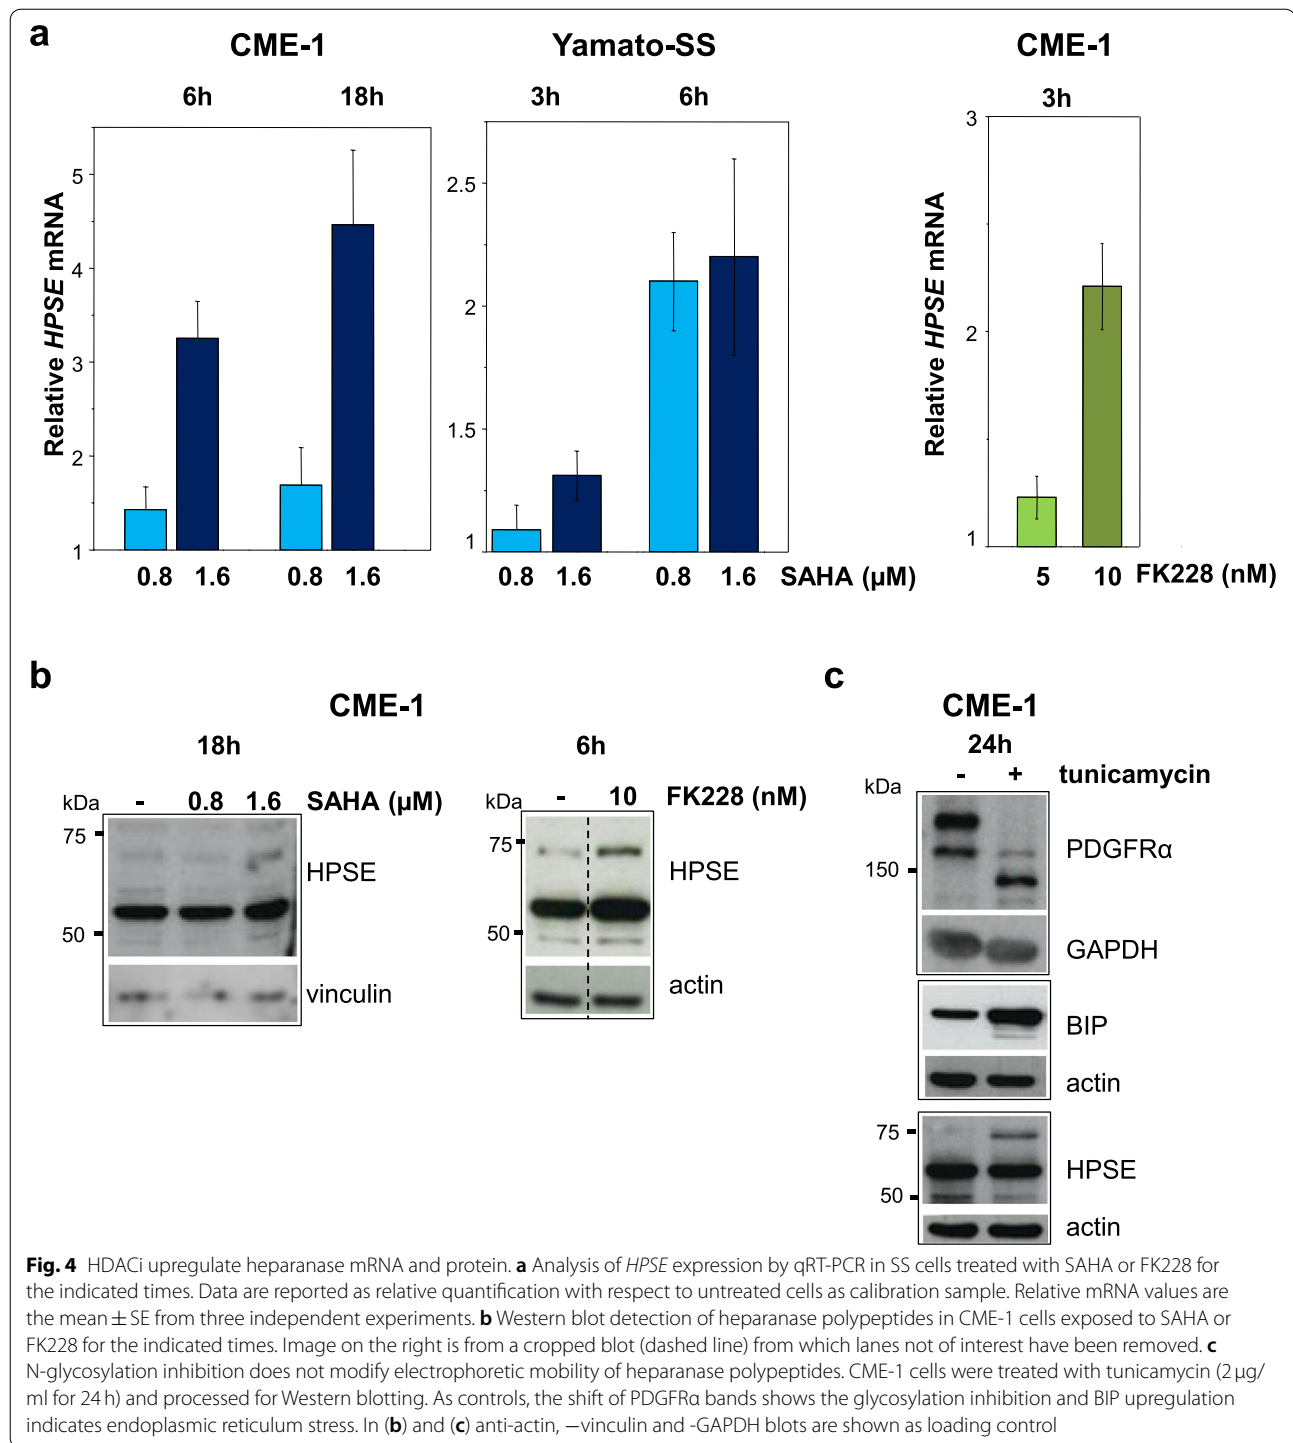 a
CME-1
Yamato-SS
CME-1
6h
18h
3h
6h
3h
Relative HPSE mRNA
5
4
3
2
1
2.5
2
1.5
1
Relative HPSE mRNA
3
2
1
0.8 1.6 0.8 1.6
0.8 1.6 0.8 1.6 SAHA (µM)
5 10 FK228 (nM)
b
CME-1
18h
kDa - 0.8 1.6 SAHA (µM)
75
HPSE
50
vinculin
6h
kDa - 10 FK228 (nM)
75
HPSE
50
actin
c
CME-1
24h
kDa - + tunicamycin
PDGFRα
150
GAPDH
BIP
actin
75
HPSE
50
actin
Fig. 4 HDACi upregulate heparanase mRNA and protein. a Analysis of HPSE expression by qRT-PCR in SS cells treated with SAHA or FK228 for
the indicated times. Data are reported as relative quantification with respect to untreated cells as calibration sample. Relative mRNA values are
the mean ± SE from three independent experiments. b Western blot detection of heparanase polypeptides in CME-1 cells exposed to SAHA or
FK228 for the indicated times. Image on the right is from a cropped blot (dashed line) from which lanes not of interest have been removed. c
N-glycosylation inhibition does not modify electrophoretic mobility of heparanase polypeptides. CME-1 cells were treated with tunicamycin (2 µg/
ml for 24 h) and processed for Western blotting. As controls, the shift of PDGFRα bands shows the glycosylation inhibition and BIP upregulation
indicates endoplasmic reticulum stress. In (b) and (c) anti-actin, —vinculin and -GAPDH blots are shown as loading control